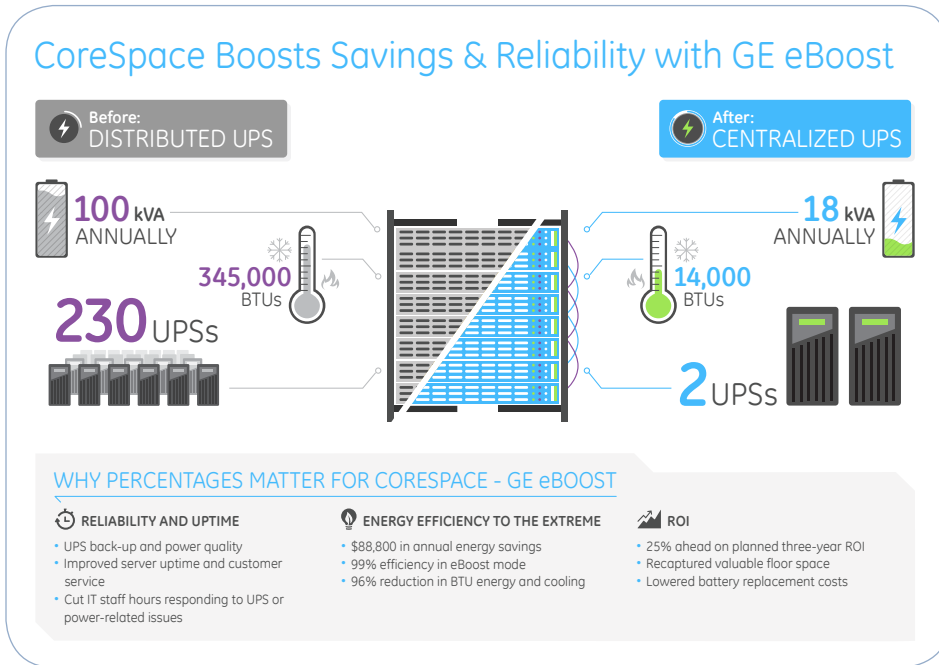 CoreSpace Boosts Savings & Reliability with GE eBoost
Before:
DISTRIBUTED UPS
After:
CENTRALIZED UPS
100 kVA
ANNUALLY
345,000
BTUs
230 UPSs
18 kVA
ANNUALLY
14,000
BTUs
2 UPSs
WHY PERCENTAGES MATTER FOR CORESPACE - GE eBOOST
RELIABILITY AND UPTIME
• UPS back-up and power quality
• Improved server uptime and customer
service
• Cut IT staff hours responding to UPS or
power-related issues
ENERGY EFFICIENCY TO THE EXTREME
• $88,800 in annual energy savings
• 99% efficiency in eBoost mode
• 96% reduction in BTU energy and cooling
ROI
• 25% ahead on planned three-year ROI
• Recaptured valuable floor space
• Lowered battery replacement costs